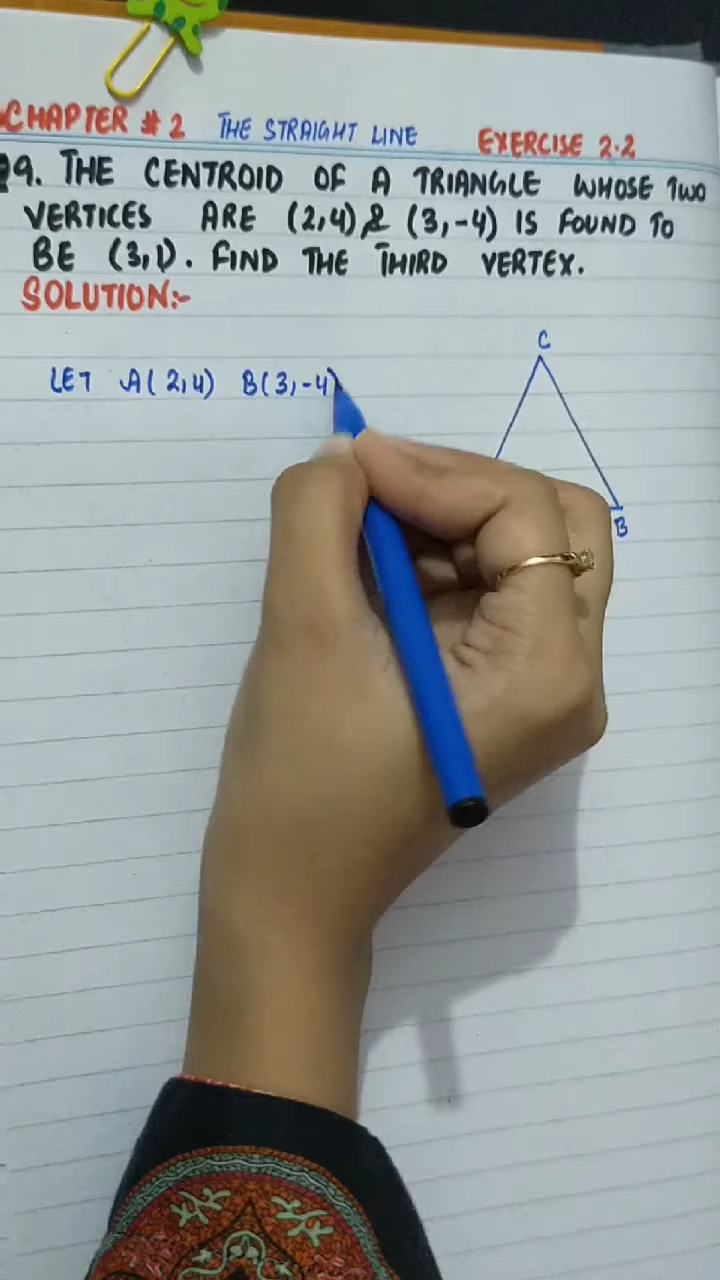 CHAPTER # 2 THE STRAIGHT LINE EXERCISE 2.2
Q9. THE CENTROID OF A TRIANGLE WHOSE TWO
VERTICES ARE (2,4) & (3,-4) IS FOUND TO
BE (3,1). FIND THE THIRD VERTEX.
SOLUTION:-
C
LET A(2,4) B(3,-4)
B